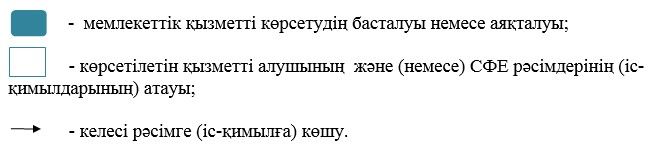 - мемлекеттік қызметті көрсетудің басталуы немесе аяқталуы;
- көрсетілетін қызметті алушының және (немесе) СФЕ рәсімдерінің (іс-
қимылдарының) атауы;
- келесі рәсімге (іс-қимылға) көшу.